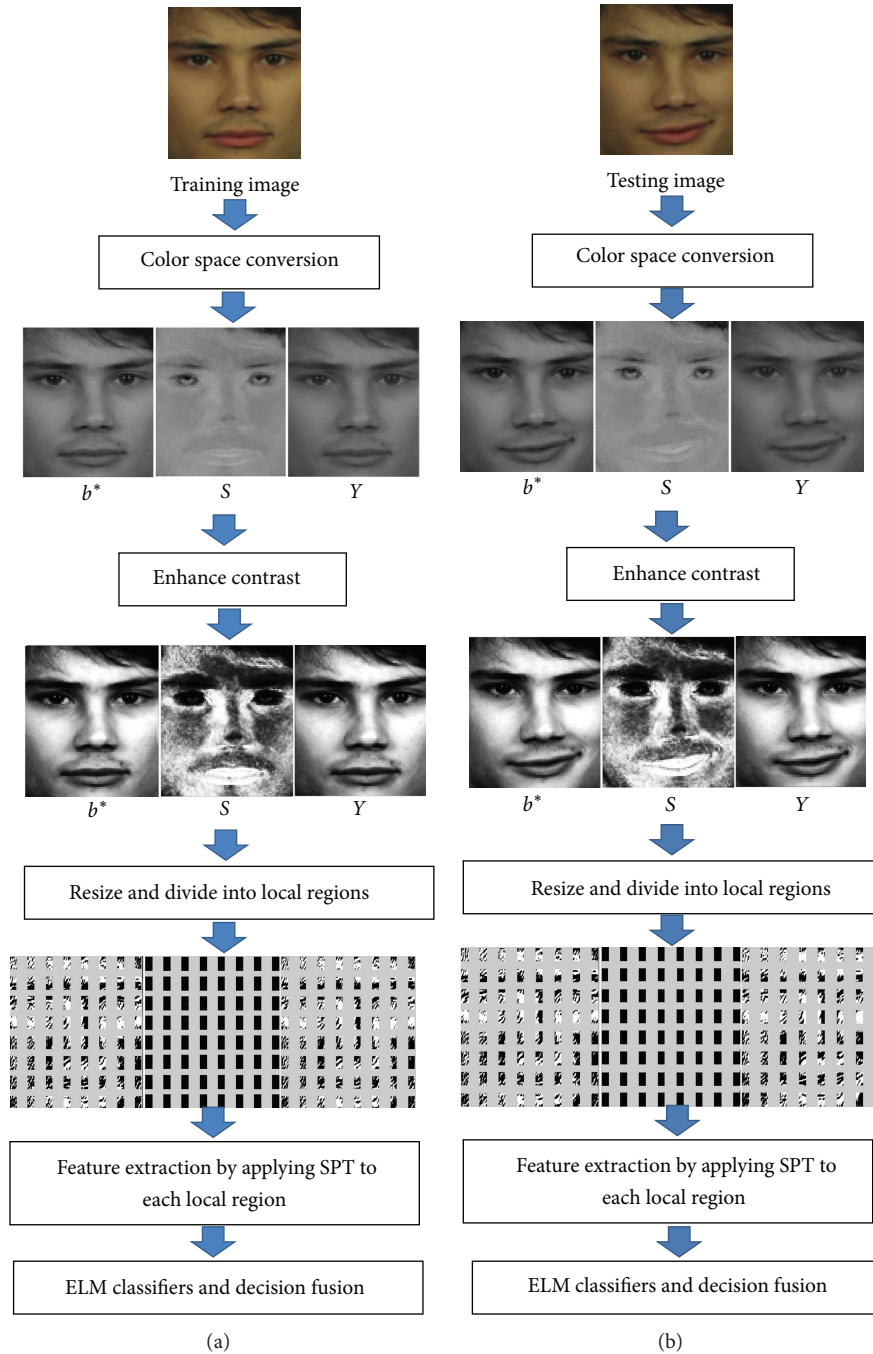 Training image
Color space conversion
b* S Y
Enhance contrast
b* S Y
Resize and divide into local regions
Feature extraction by applying SPT to
each local region
ELM classifiers and decision fusion
(a)
Testing image
Color space conversion
b* S Y
Enhance contrast
b* S Y
Resize and divide into local regions
Feature extraction by applying SPT to
each local region
ELM classifiers and decision fusion
(b)